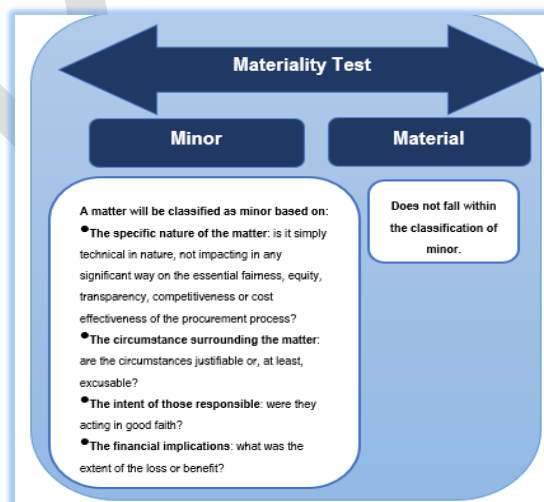 Materiality Test
Minor
Material
A matter will be classified as minor based on:
●The specific nature of the matter: is it simply
technical in nature, not impacting in any
significant way on the essential fairness, equity,
transparency, competitiveness or cost
effectiveness of the procurement process?
●The circumstance surrounding the matter:
are the circumstances justifiable or, at least,
excusable?
●The intent of those responsible: were they
acting in good faith?
●The financial implications: what was the
extent of the loss or benefit?
Does not fall within
the classification of
minor.